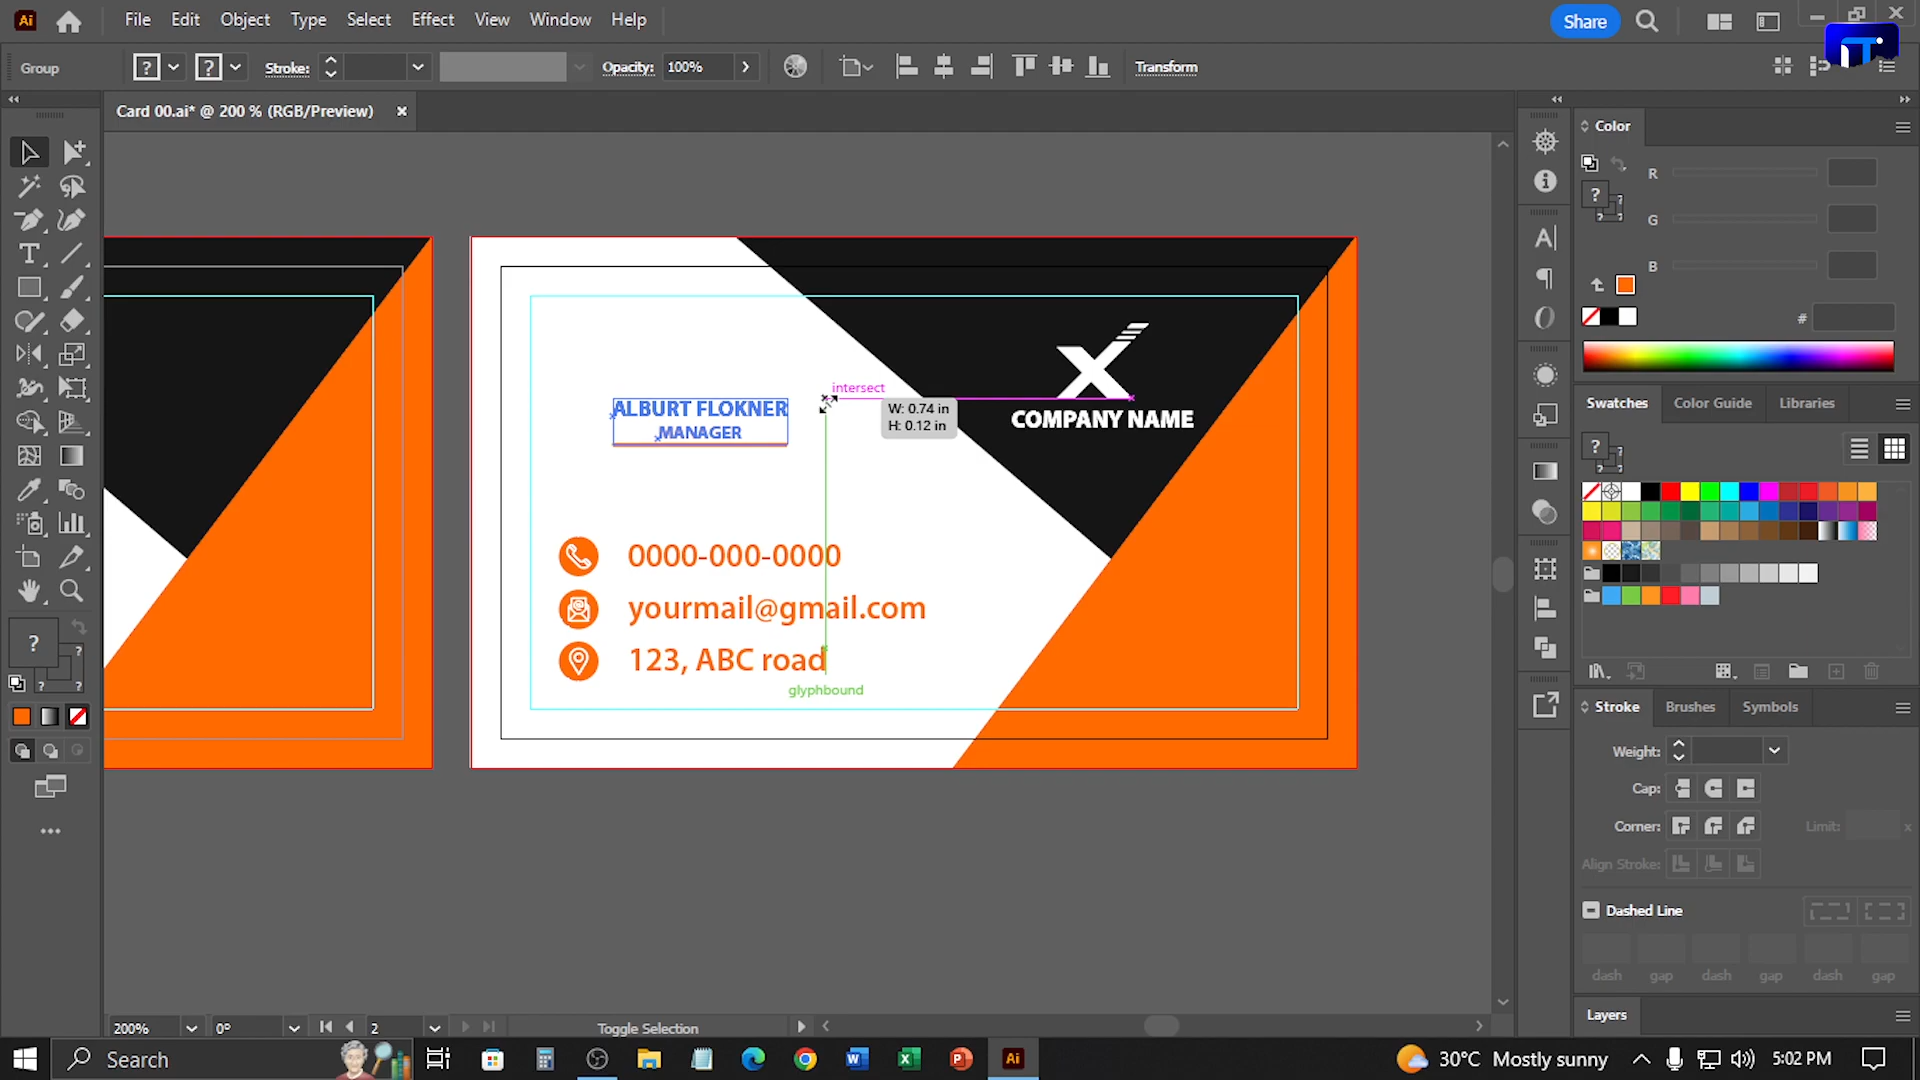 Ai
File Edit Object Type Select Effect View Window Help
Share
Group
? ? Stroke: Opacity: 100% Transform
Card 00.ai* @ 200 % (RGB/Preview)
Color
R
G
B
#
intersect
W: 0.74 in
H: 0.12 in
ALBURT FLOKNER
MANAGER
COMPANY NAME
0000-000-0000
yourmail@gmail.com
123, ABC road
glyphbound
Swatches Color Guide Libraries
Stroke Brushes Symbols
Weight:
Cap:
Corner: Limit: x
Align Stroke:
Dashed Line
dash gap dash gap dash gap
Layers
200% 0° 2 Toggle Selection
Search
30°C Mostly sunny 5:02 PM